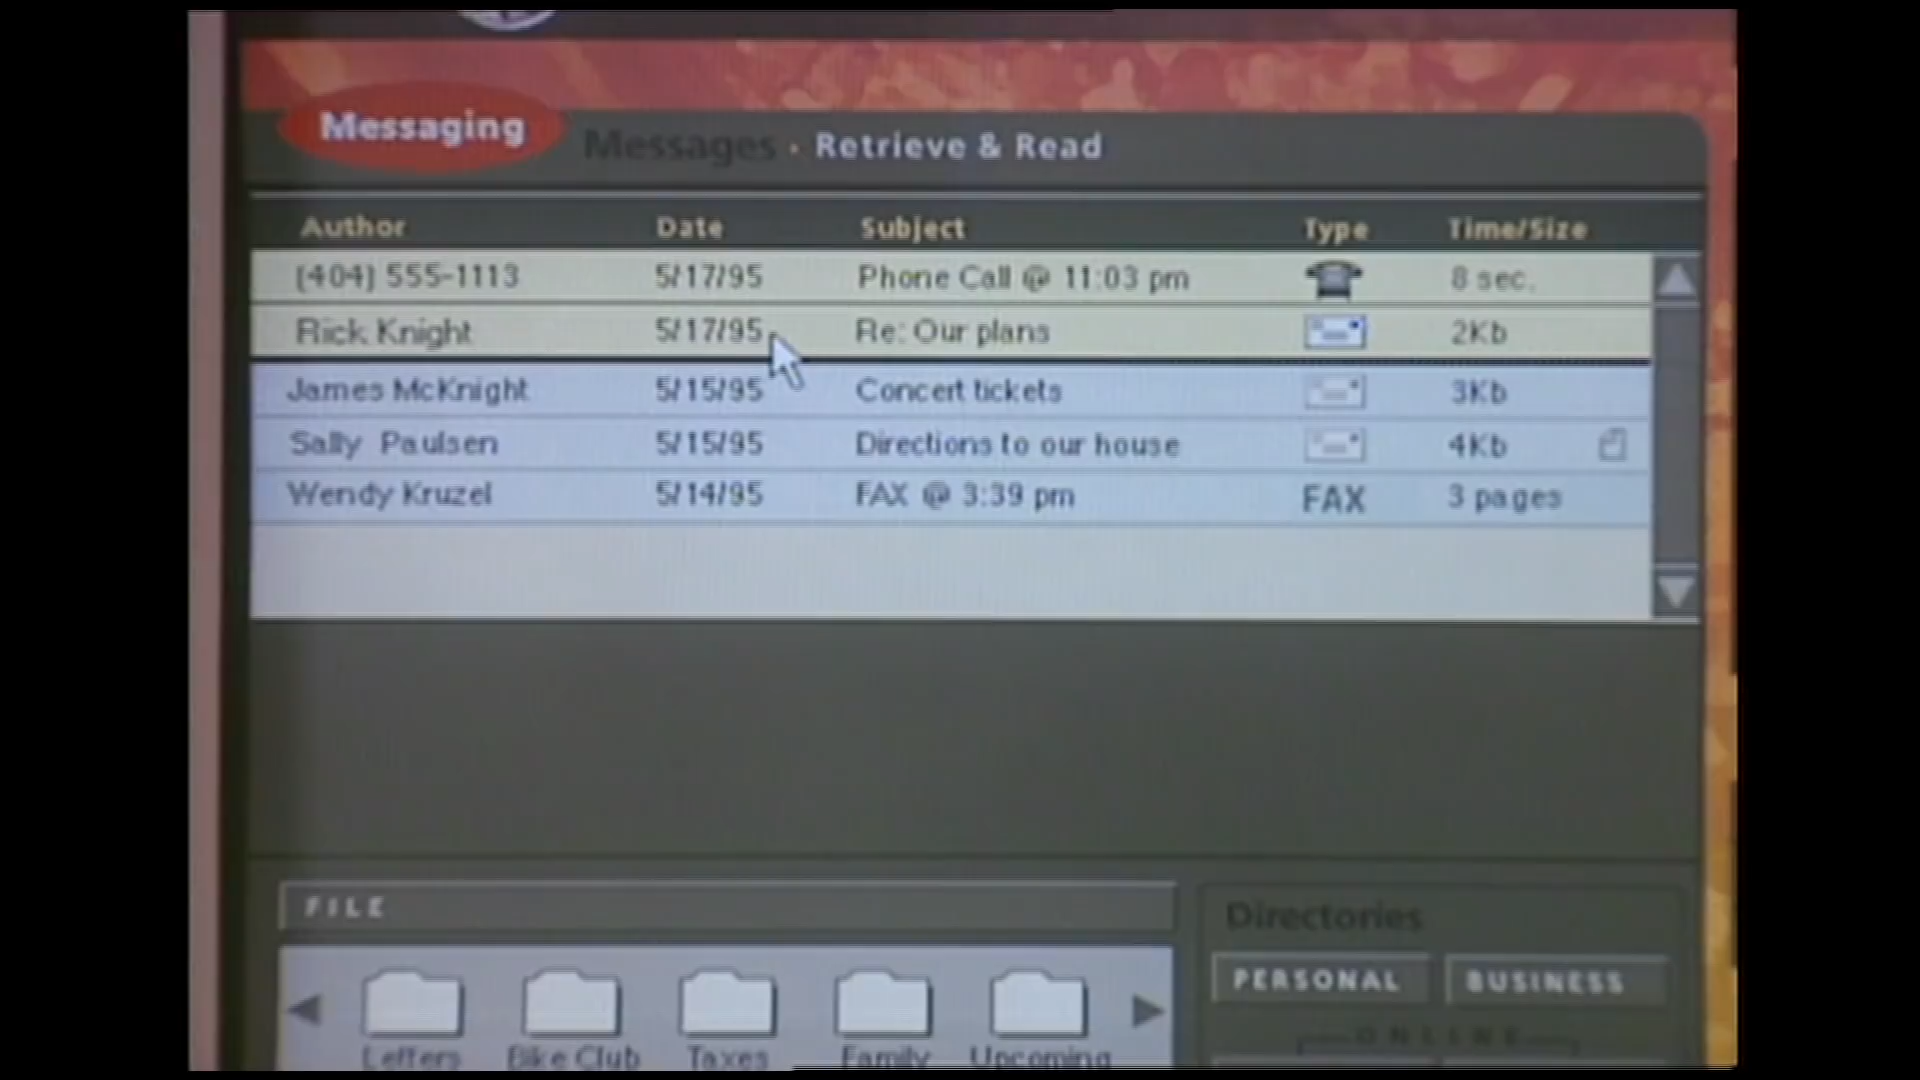 Messaging
Messages · Retrieve & Read
Author Date Subject Type Time/Size
(404) 555-1113 5/17/95 Phone Call @ 11:03 pm 8 sec.
Rick Knight 5/17/95 Re: Our plans 2Kb
James McKnight 5/15/95 Concert tickets 3Kb
Sally Paulsen 5/15/95 Directions to our house 4Kb
Wendy Kruzel 5/14/95 FAX @ 3:39 pm FAX 3 pages
FILE
Directories
PERSONAL BUSINESS
ONLINE
Letters Bike Club Taxes Family Upcoming